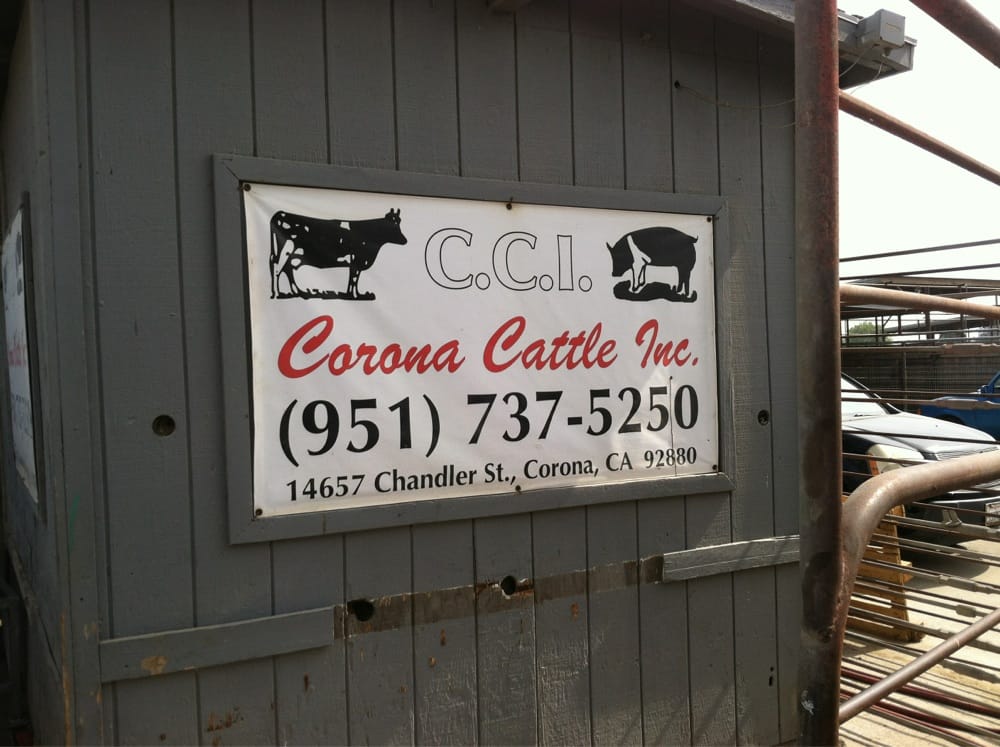 C.C.I.
Corona Cattle Inc.
(951) 737-5250
14657 Chandler St., Corona, CA 92880